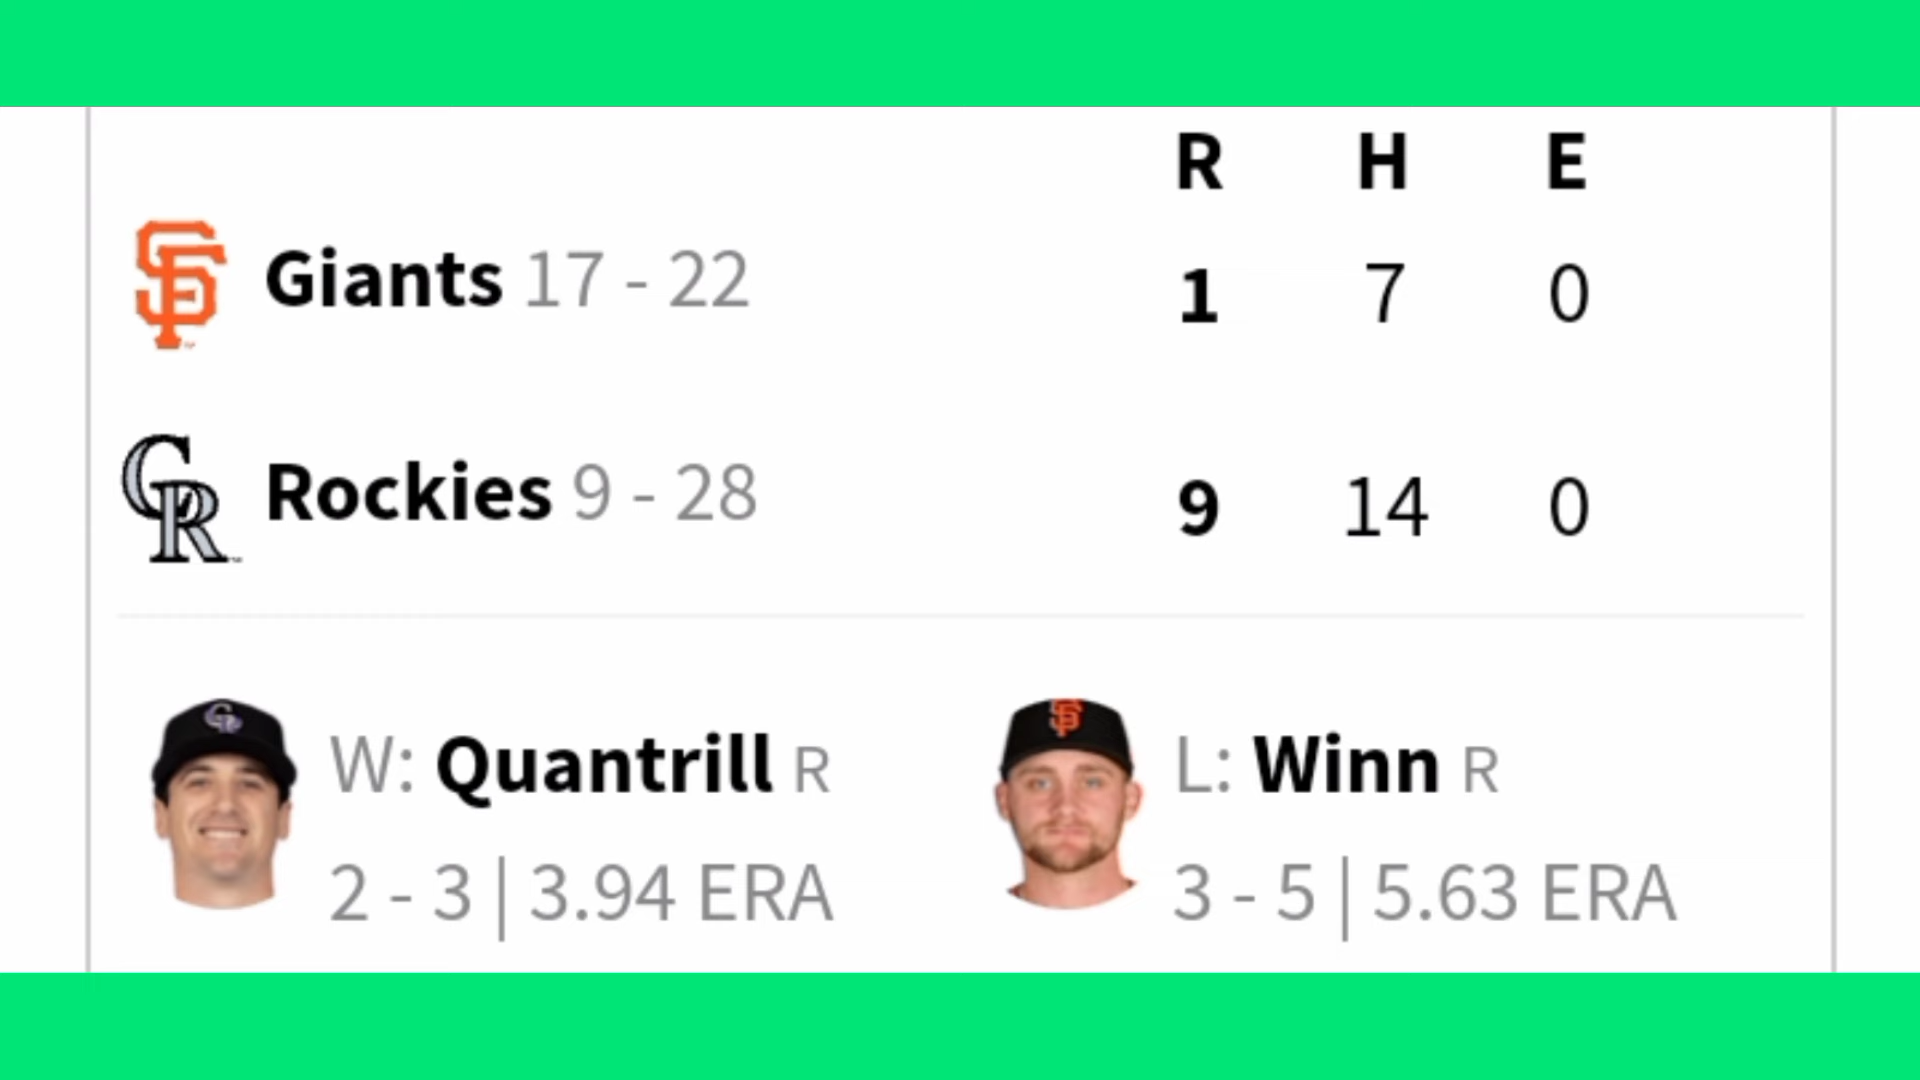 R H E
Giants 17 - 22 1 7 0
Rockies 9 - 28 9 14 0
W: Quantrill R L: Winn R
2 - 3 | 3.94 ERA 3 - 5 | 5.63 ERA